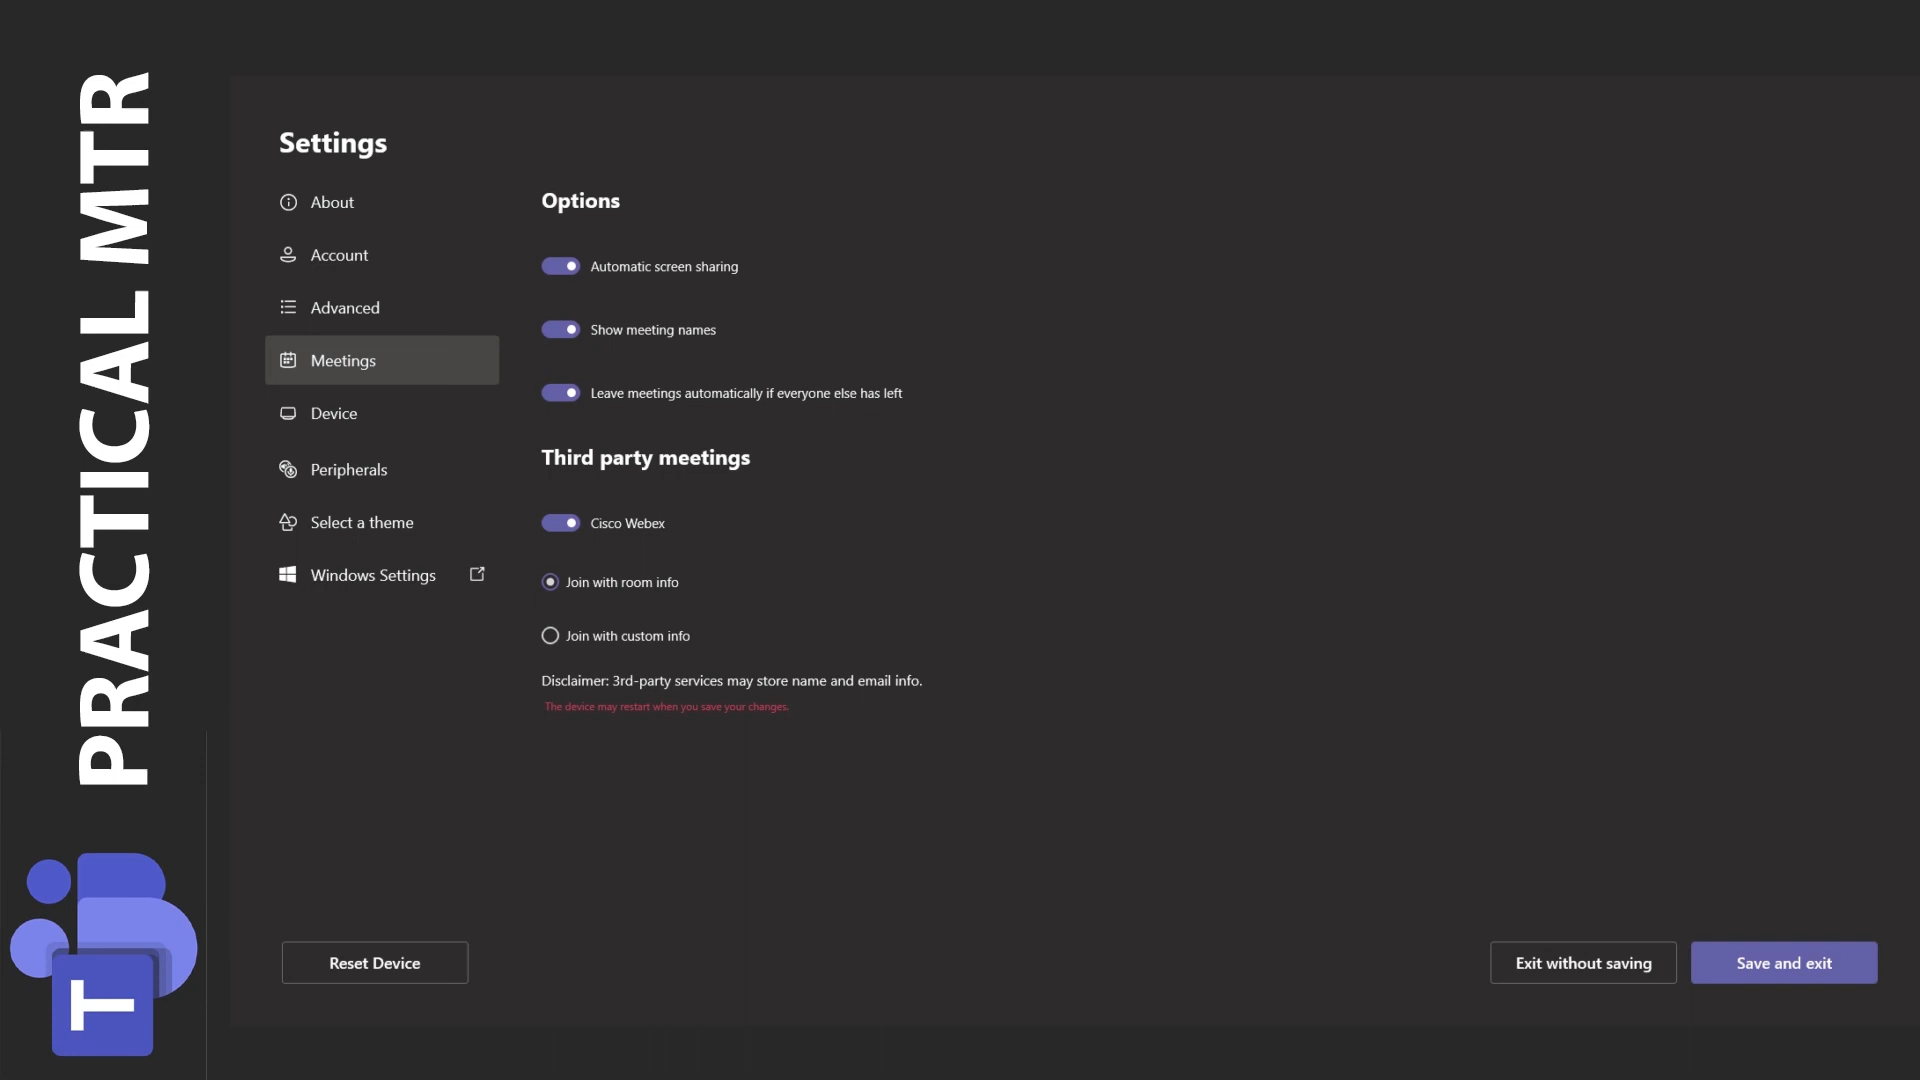 PRACTICAL MTR
T
Settings
About
Account
Advanced
Meetings
Device
Peripherals
Select a theme
Windows Settings
Options
Automatic screen sharing
Show meeting names
Leave meetings automatically if everyone else has left
Third party meetings
Cisco Webex
Join with room info
Join with custom info
Disclaimer: 3rd-party services may store name and email info.
The device may restart when you save your changes.
Reset Device
Exit without saving
Save and exit